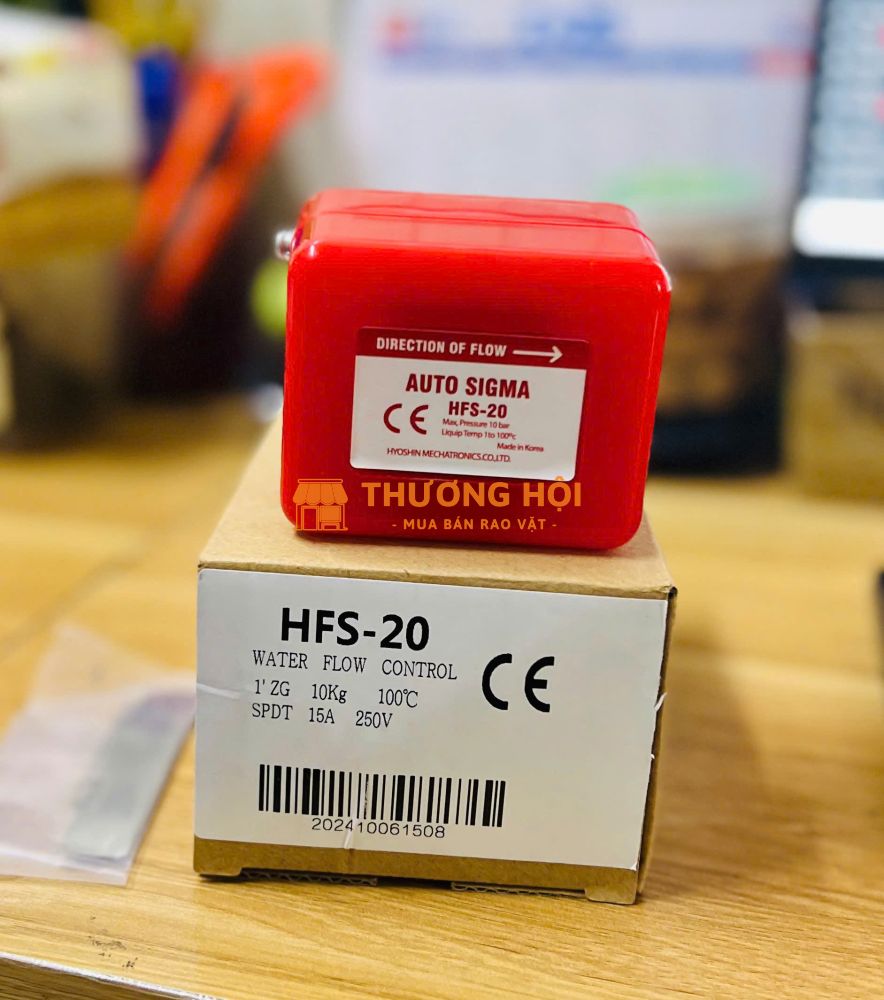 DIRECTION OF FLOW
AUTO SIGMA
CE HFS-20
Max, Pressure 10 bar
Liquip Temp 1 to 100°c
Made in Korea
HYOSHIN MECHATRONICS.CO,LTD.
THƯƠNG HỘI
- MUA BÁN RAO VẶT -
HFS-20
WATER FLOW CONTROL
CE
1' ZG 10Kg 100℃
SPDT 15A 250V
202410061508